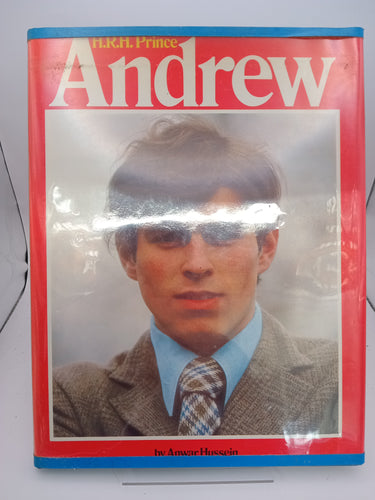 H.R.H. Prince
Andrew
by Anwar Hussein